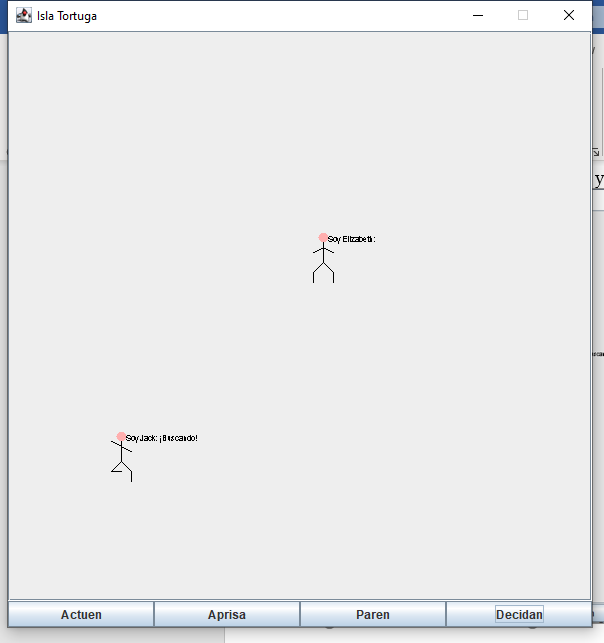 Isla Tortuga
y
Soy Elizabeth:
Soy Jack: ¡Buscando!
Actuen Aprisa Paren Decidan